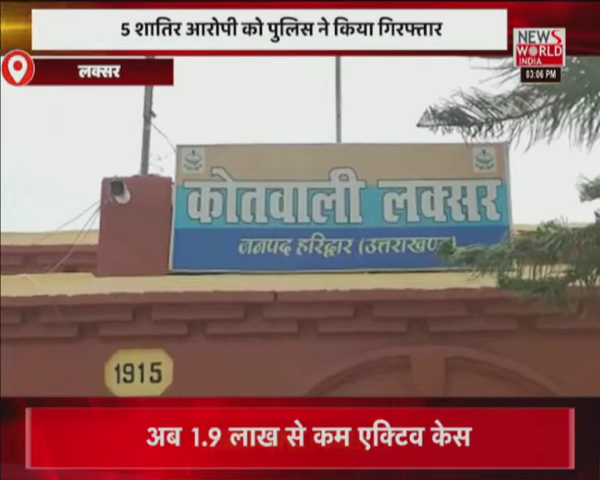 5 शातिर आरोपी को पुलिस ने किया गिरफ्तार
NEWS
WORLD
INDIA
03:06 PM
लक्सर
कोतवाली लक्सर
जनपद हरिद्वार (उत्तराखण्ड)
1915
अब 1.9 लाख से कम एक्टिव केस